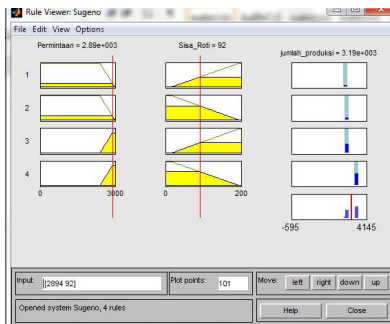 Rule Viewer: Sugeno
File Edit View Options
Permintaan = 2.89e+003
Sisa_Roti = 92
jumlah_produksi = 3.19e+003
1
2
3
4
0 3000
0 200
-595 4145
Input: [2894 92]
Plot points: 101
Move: left right down up
Opened system Sugeno, 4 rules
Help Close